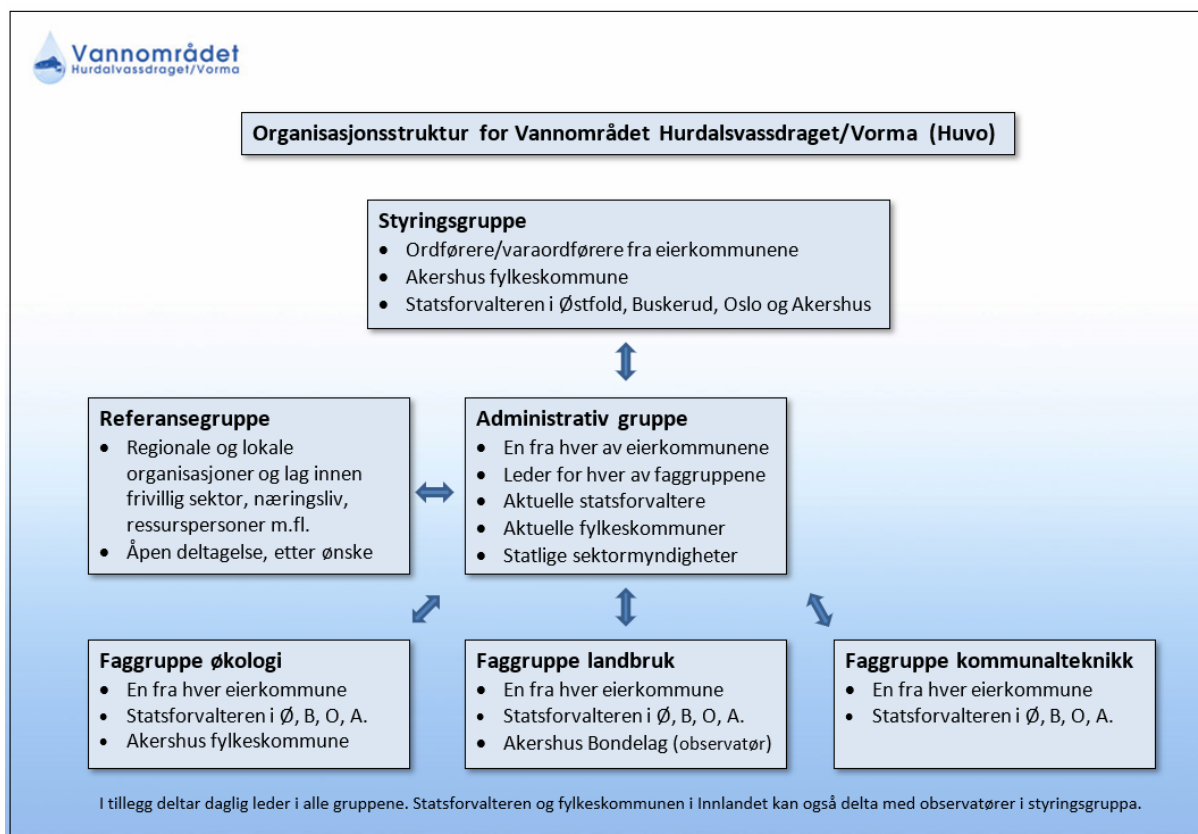 Vannområdet
Hurdalvassdraget/Vorma
Organisasjonsstruktur for Vannområdet Hurdalsvassdraget/Vorma (Huvo)
Styringsgruppe
• Ordførere/varaordførere fra eierkommunene
• Akershus fylkeskommune
• Statsforvalteren i Østfold, Buskerud, Oslo og Akershus
Referansegruppe
• Regionale og lokale
organisasjoner og lag innen
frivillig sektor, næringsliv,
ressurspersoner m.fl.
• Åpen deltagelse, etter ønske
Administrativ gruppe
• En fra hver av eierkommunene
• Leder for hver av faggruppene
• Aktuelle statsforvaltere
• Aktuelle fylkeskommuner
• Statlige sektormyndigheter
Faggruppe økologi
• En fra hver eierkommune
• Statsforvalteren i Ø, B, O, A.
• Akershus fylkeskommune
Faggruppe landbruk
• En fra hver eierkommune
• Statsforvalteren i Ø, B, O, A.
• Akershus Bondelag (observatør)
Faggruppe kommunalteknikk
• En fra hver eierkommune
• Statsforvalteren i Ø, B, O, A.
I tillegg deltar daglig leder i alle gruppene. Statsforvalteren og fylkeskommunen i Innlandet kan også delta med observatører i styringsgruppa.